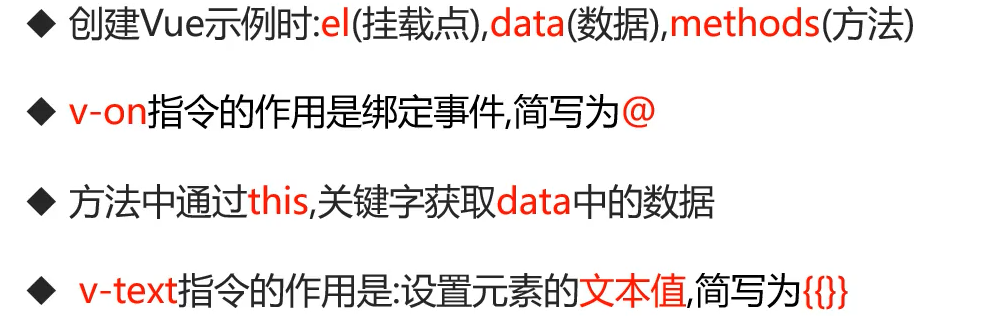 ◆ 创建Vue示例时:el(挂载点),data(数据),methods(方法)
◆ v-on指令的作用是绑定事件,简写为@
◆ 方法中通过this,关键字获取data中的数据
◆ v-text指令的作用是:设置元素的文本值,简写为{{}}